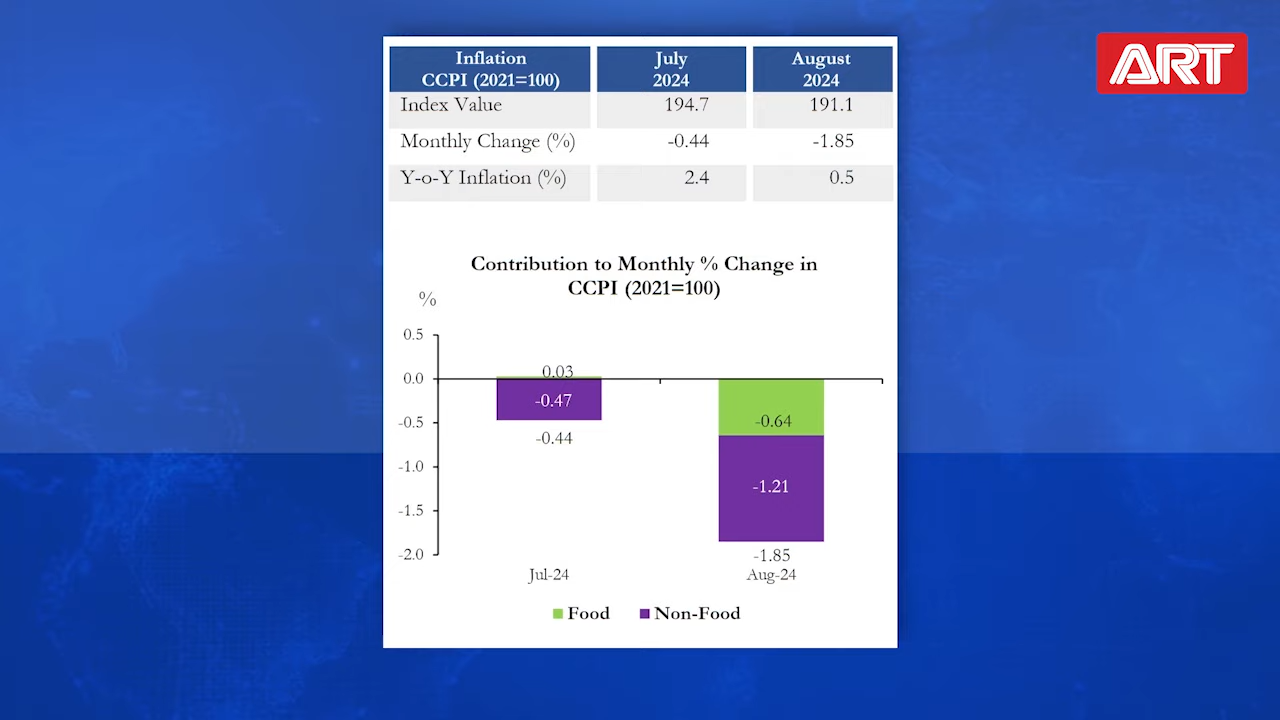 ART
Inflation
CCPI (2021=100)
July
2024
August
2024
Index Value 194.7 191.1
Monthly Change (%) -0.44 -1.85
Y-o-Y Inflation (%) 2.4 0.5
Contribution to Monthly % Change in
CCPI (2021=100)
%
0.5
0.0
-0.5
-1.0
-1.5
-2.0
0.03
-0.47
-0.44
-0.64
-1.21
-1.85
Jul-24 Aug-24
Food Non-Food